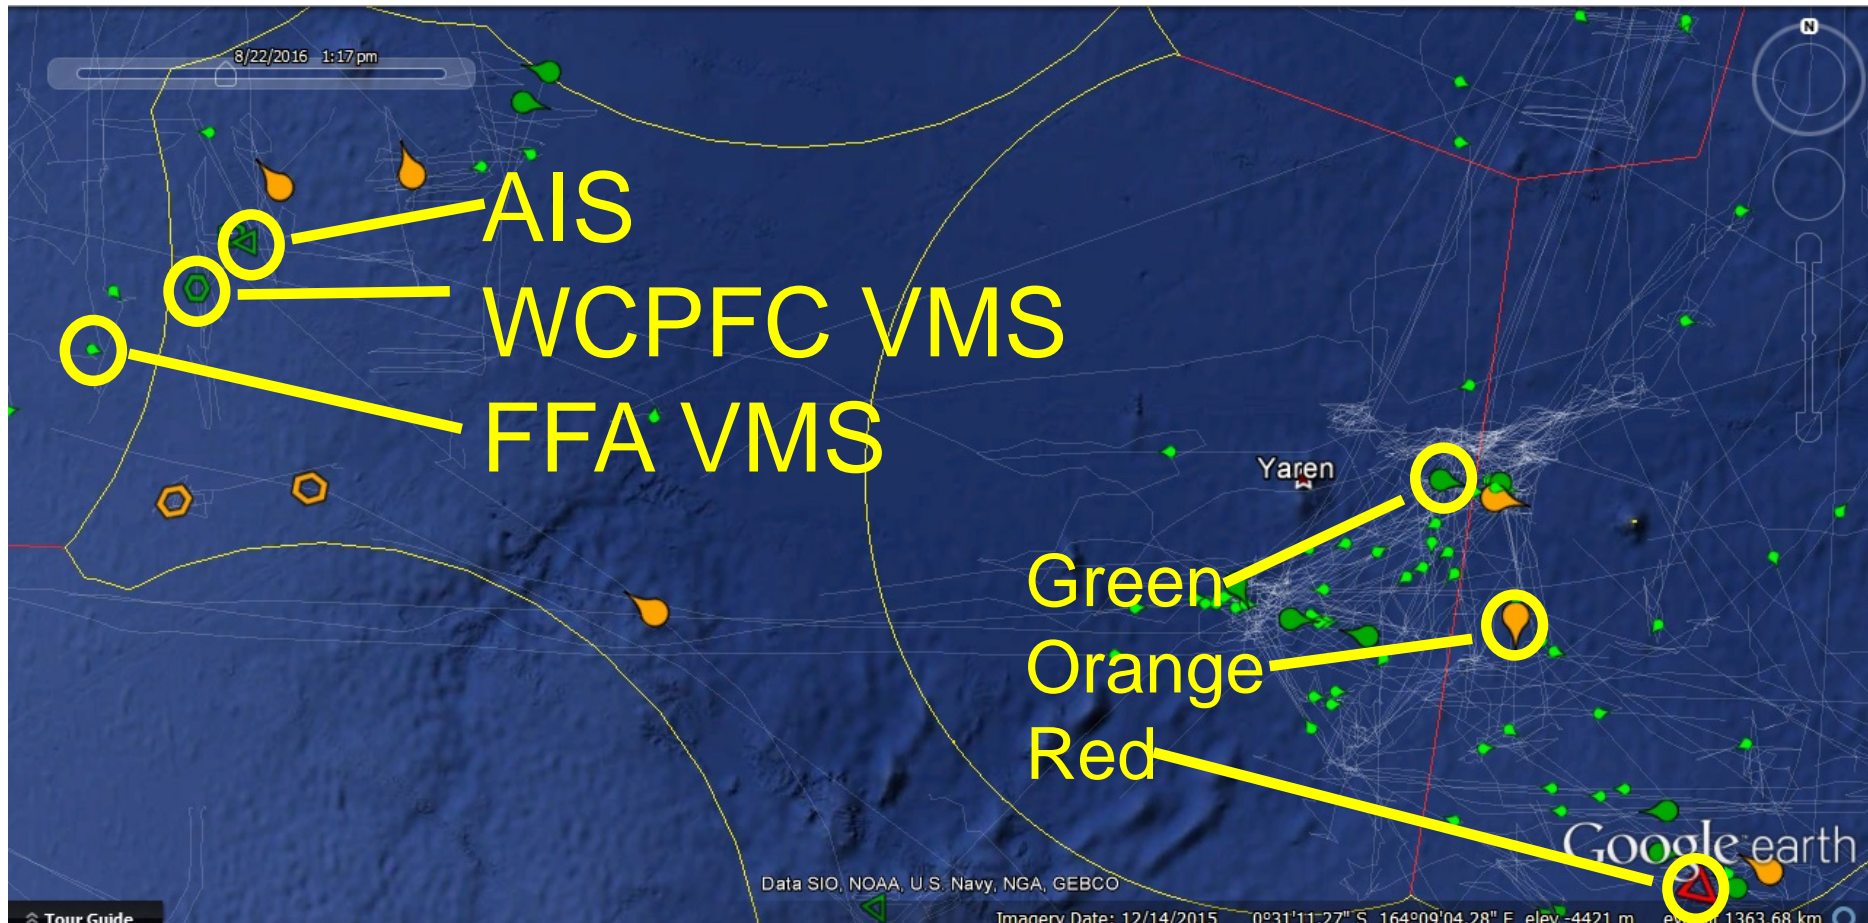 8/22/2016 1:17 pm
N
AIS
WCPFC VMS
FFA VMS
Yaren
Green
Orange
Red
Google earth
Data SIO, NOAA, U.S. Navy, NGA, GEBCO
Tour Guide
Imagery Date: 12/14/2015 0°31'11.27" S 164°09'04.28" E elev -4421 m 1363.68 km